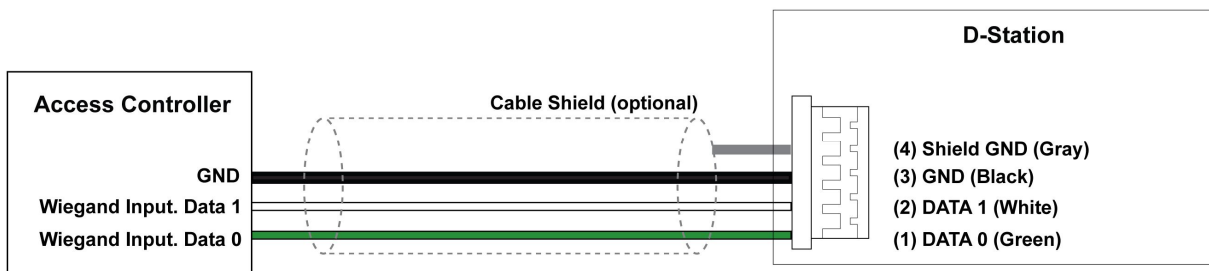 D-Station
Access Controller
Cable Shield (optional)
(4) Shield GND (Gray)
GND
(3) GND (Black)
Wiegand Input. Data 1
(2) DATA 1 (White)
Wiegand Input. Data 0
(1) DATA 0 (Green)